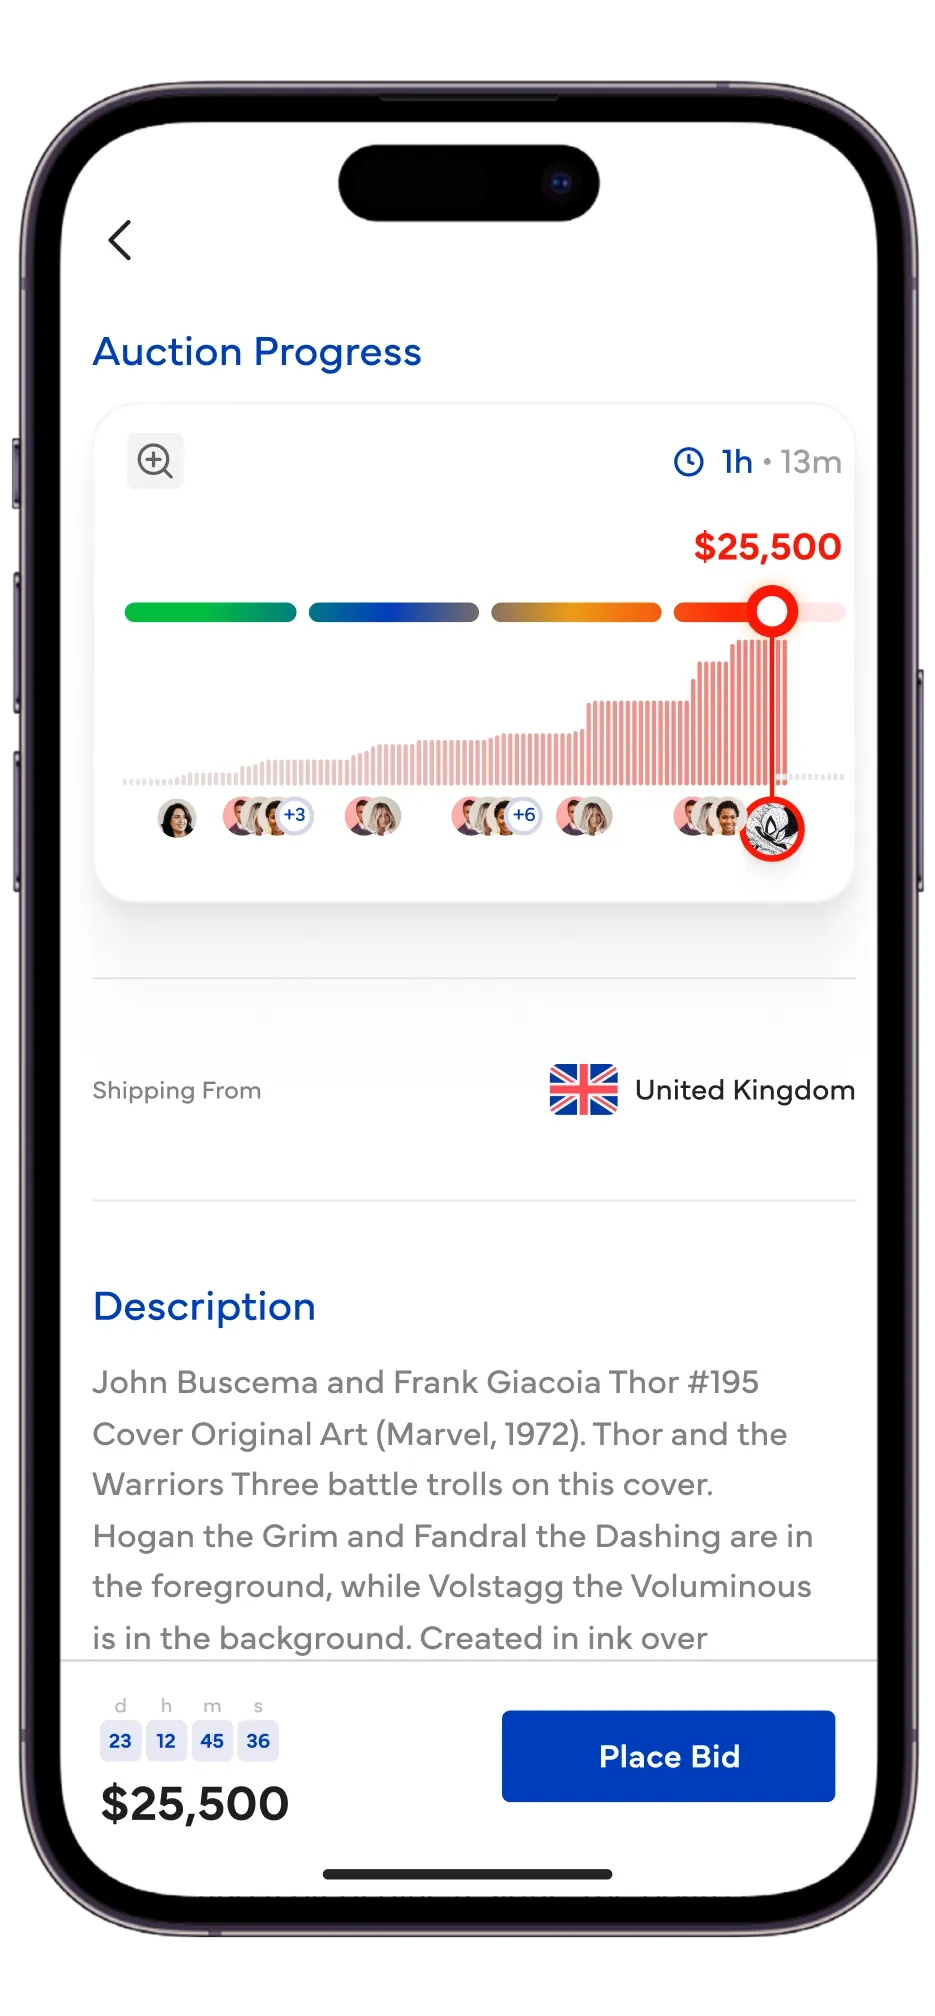 Auction Progress
1h • 13m
$25,500
+3
+6
Shipping From
United Kingdom
Description
John Buscema and Frank Giacoia Thor #195
Cover Original Art (Marvel, 1972). Thor and the
Warriors Three battle trolls on this cover.
Hogan the Grim and Fandral the Dashing are in
the foreground, while Volstagg the Voluminous
is in the background. Created in ink over
d h m s
23 12 45 36
$25,500
Place Bid